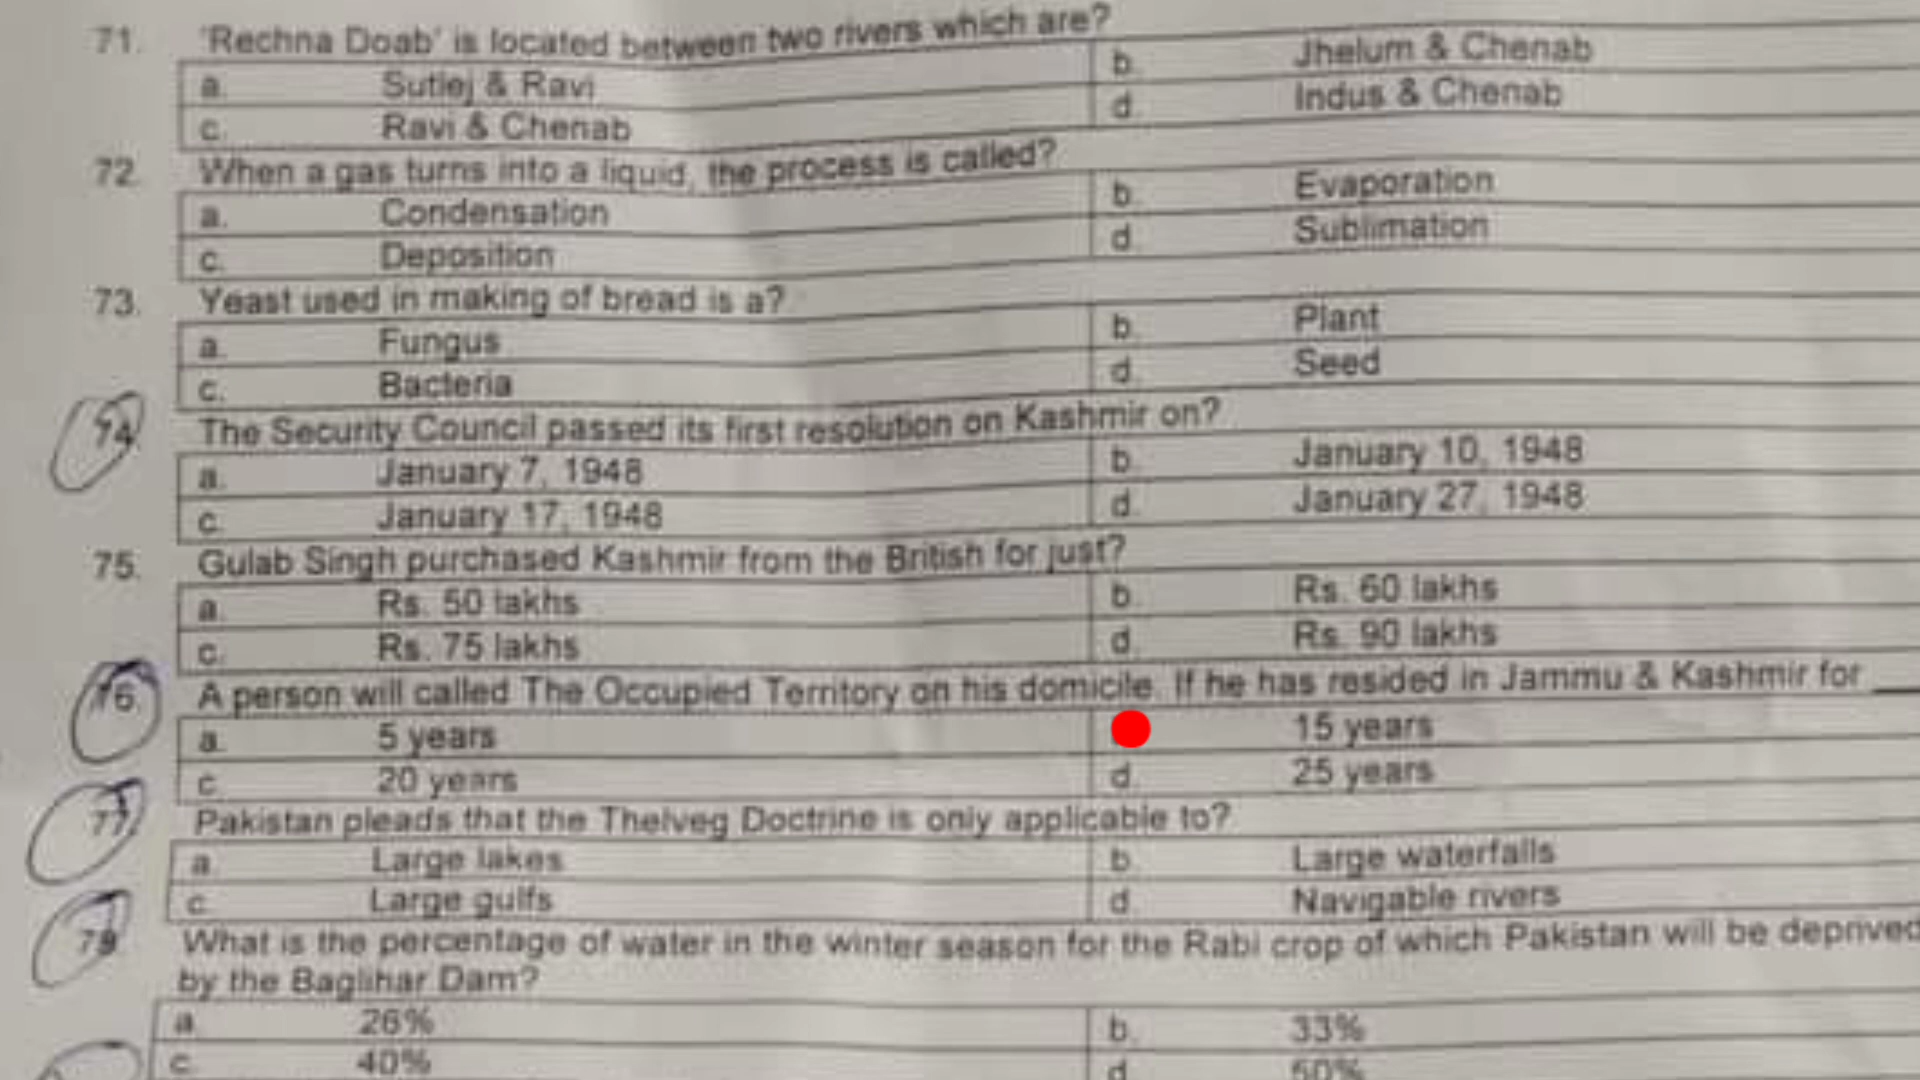 71. 'Rechna Doab' is located between two rivers which are?
a. Sutlej & Ravi b. Jhelum & Chenab
c. Ravi & Chenab d. Indus & Chenab
72. When a gas turns into a liquid, the process is called?
a. Condensation b. Evaporation
c. Deposition d. Sublimation
73. Yeast used in making of bread is a?
a. Fungus b. Plant
c. Bacteria d. Seed
74. The Security Council passed its first resolution on Kashmir on?
a. January 7, 1948 b. January 10, 1948
c. January 17, 1948 d. January 27, 1948
75. Gulab Singh purchased Kashmir from the British for just?
a. Rs. 50 lakhs b. Rs. 60 lakhs
c. Rs. 75 lakhs d. Rs. 90 lakhs
76. A person will called The Occupied Territory on his domicile. If he has resided in Jammu & Kashmir for ___
a. 5 years 15 years
c. 20 years d. 25 years
77. Pakistan pleads that the Thelveg Doctrine is only applicable to?
a. Large lakes b. Large waterfalls
c. Large gulfs d. Navigable rivers
78. What is the percentage of water in the winter season for the Rabi crop of which Pakistan will be deprived
by the Baglihar Dam?
a. 26% b. 33%
c. 40% d. 50%